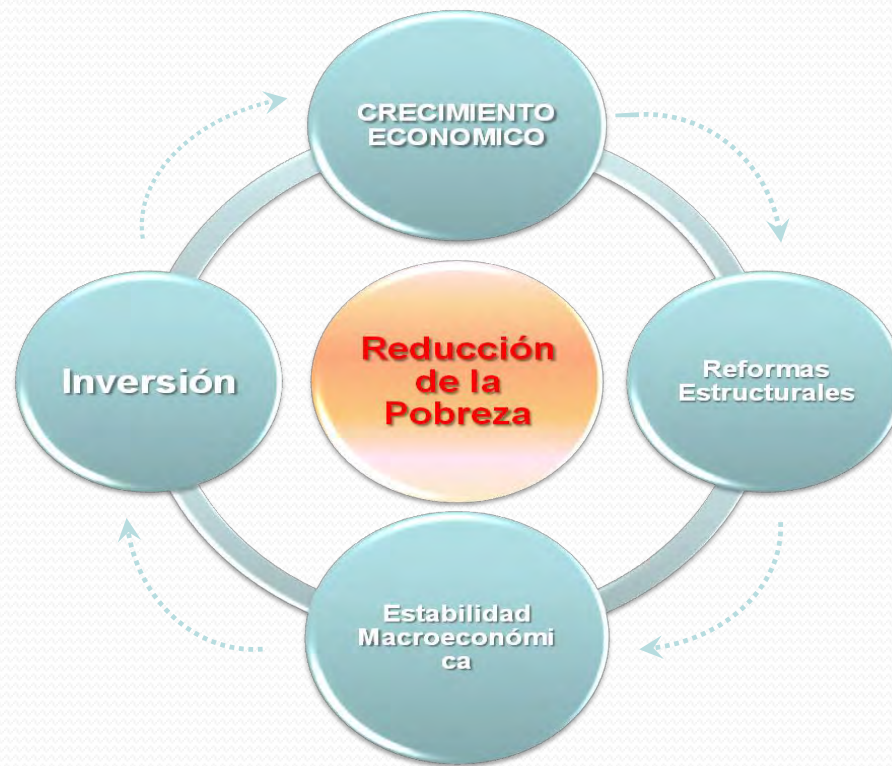 CRECIMIENTO
ECONOMICO
Inversión
Reducción
de la
Pobreza
Reformas
Estructurales
Estabilidad
Macroeconómi
ca